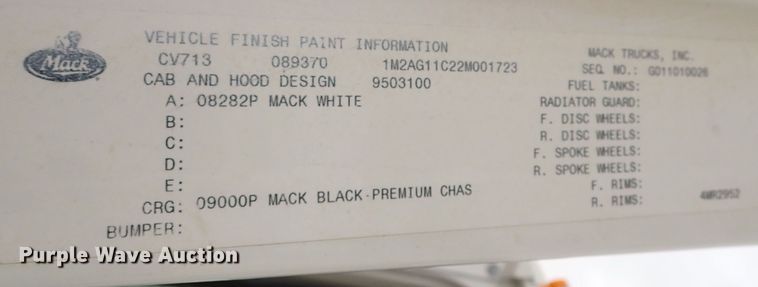 Mack
VEHICLE FINISH PAINT INFORMATION
CV713 089370 1M2AG11C22M001723
CAB AND HOOD DESIGN 9503100
A: 08282P MACK WHITE
B:
C:
D:
E:
CRG: 09000P MACK BLACK-PREMIUM CHAS
BUMPER:
MACK TRUCKS, INC.
SEQ NO.: G011010026
FUEL TANKS:
RADIATOR GUARD:
F. DISC WHEELS:
R. DISC WHEELS:
F. SPOKE WHEELS:
R. SPOKE WHEELS:
F. RIMS:
R. RIMS:
4MR2952
Purple Wave Auction